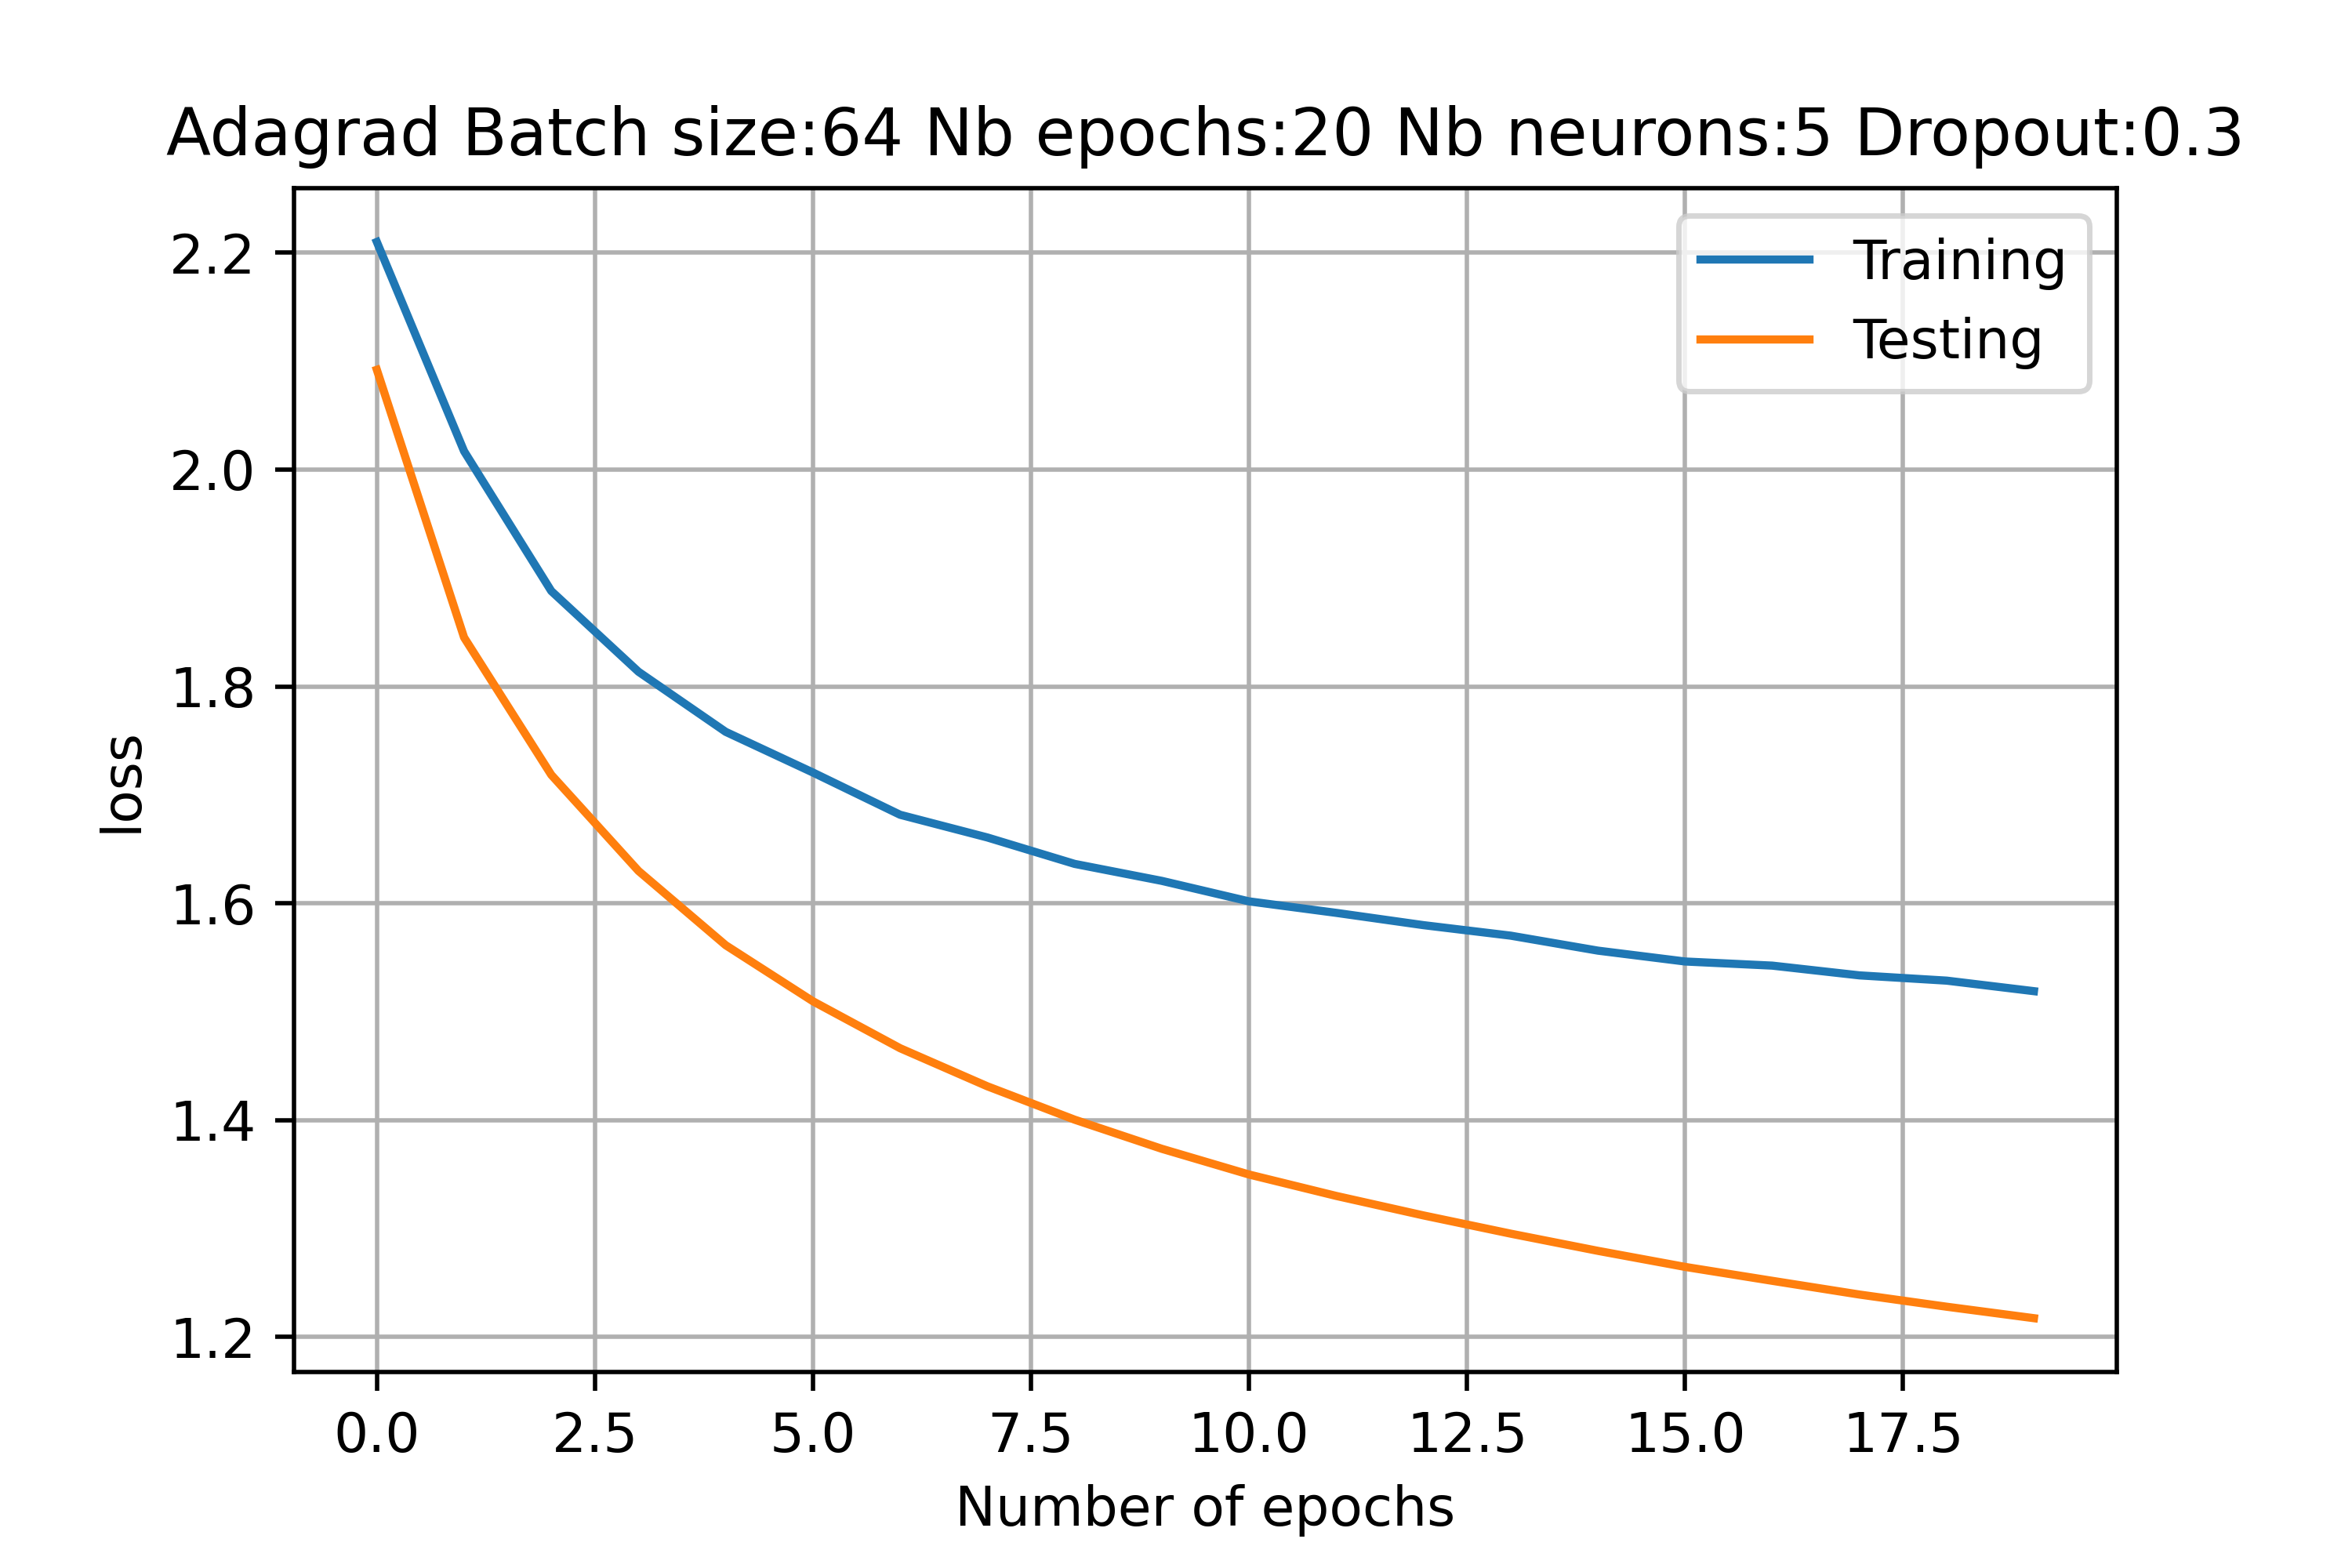 Adagrad Batch size:64 Nb epochs:20 Nb neurons:5 Dropout:0.3
Training
Testing
2.2
2.0
1.8
1.6
1.4
1.2
loss
0.0 2.5 5.0 7.5 10.0 12.5 15.0 17.5
Number of epochs